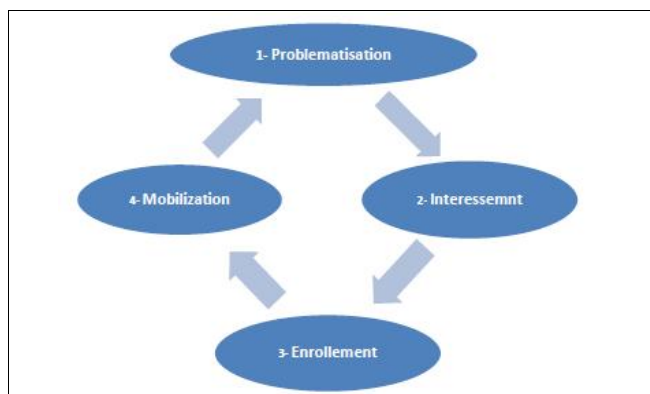 1- Problematisation
2- Interessemnt
3- Enrollement
4- Mobilization